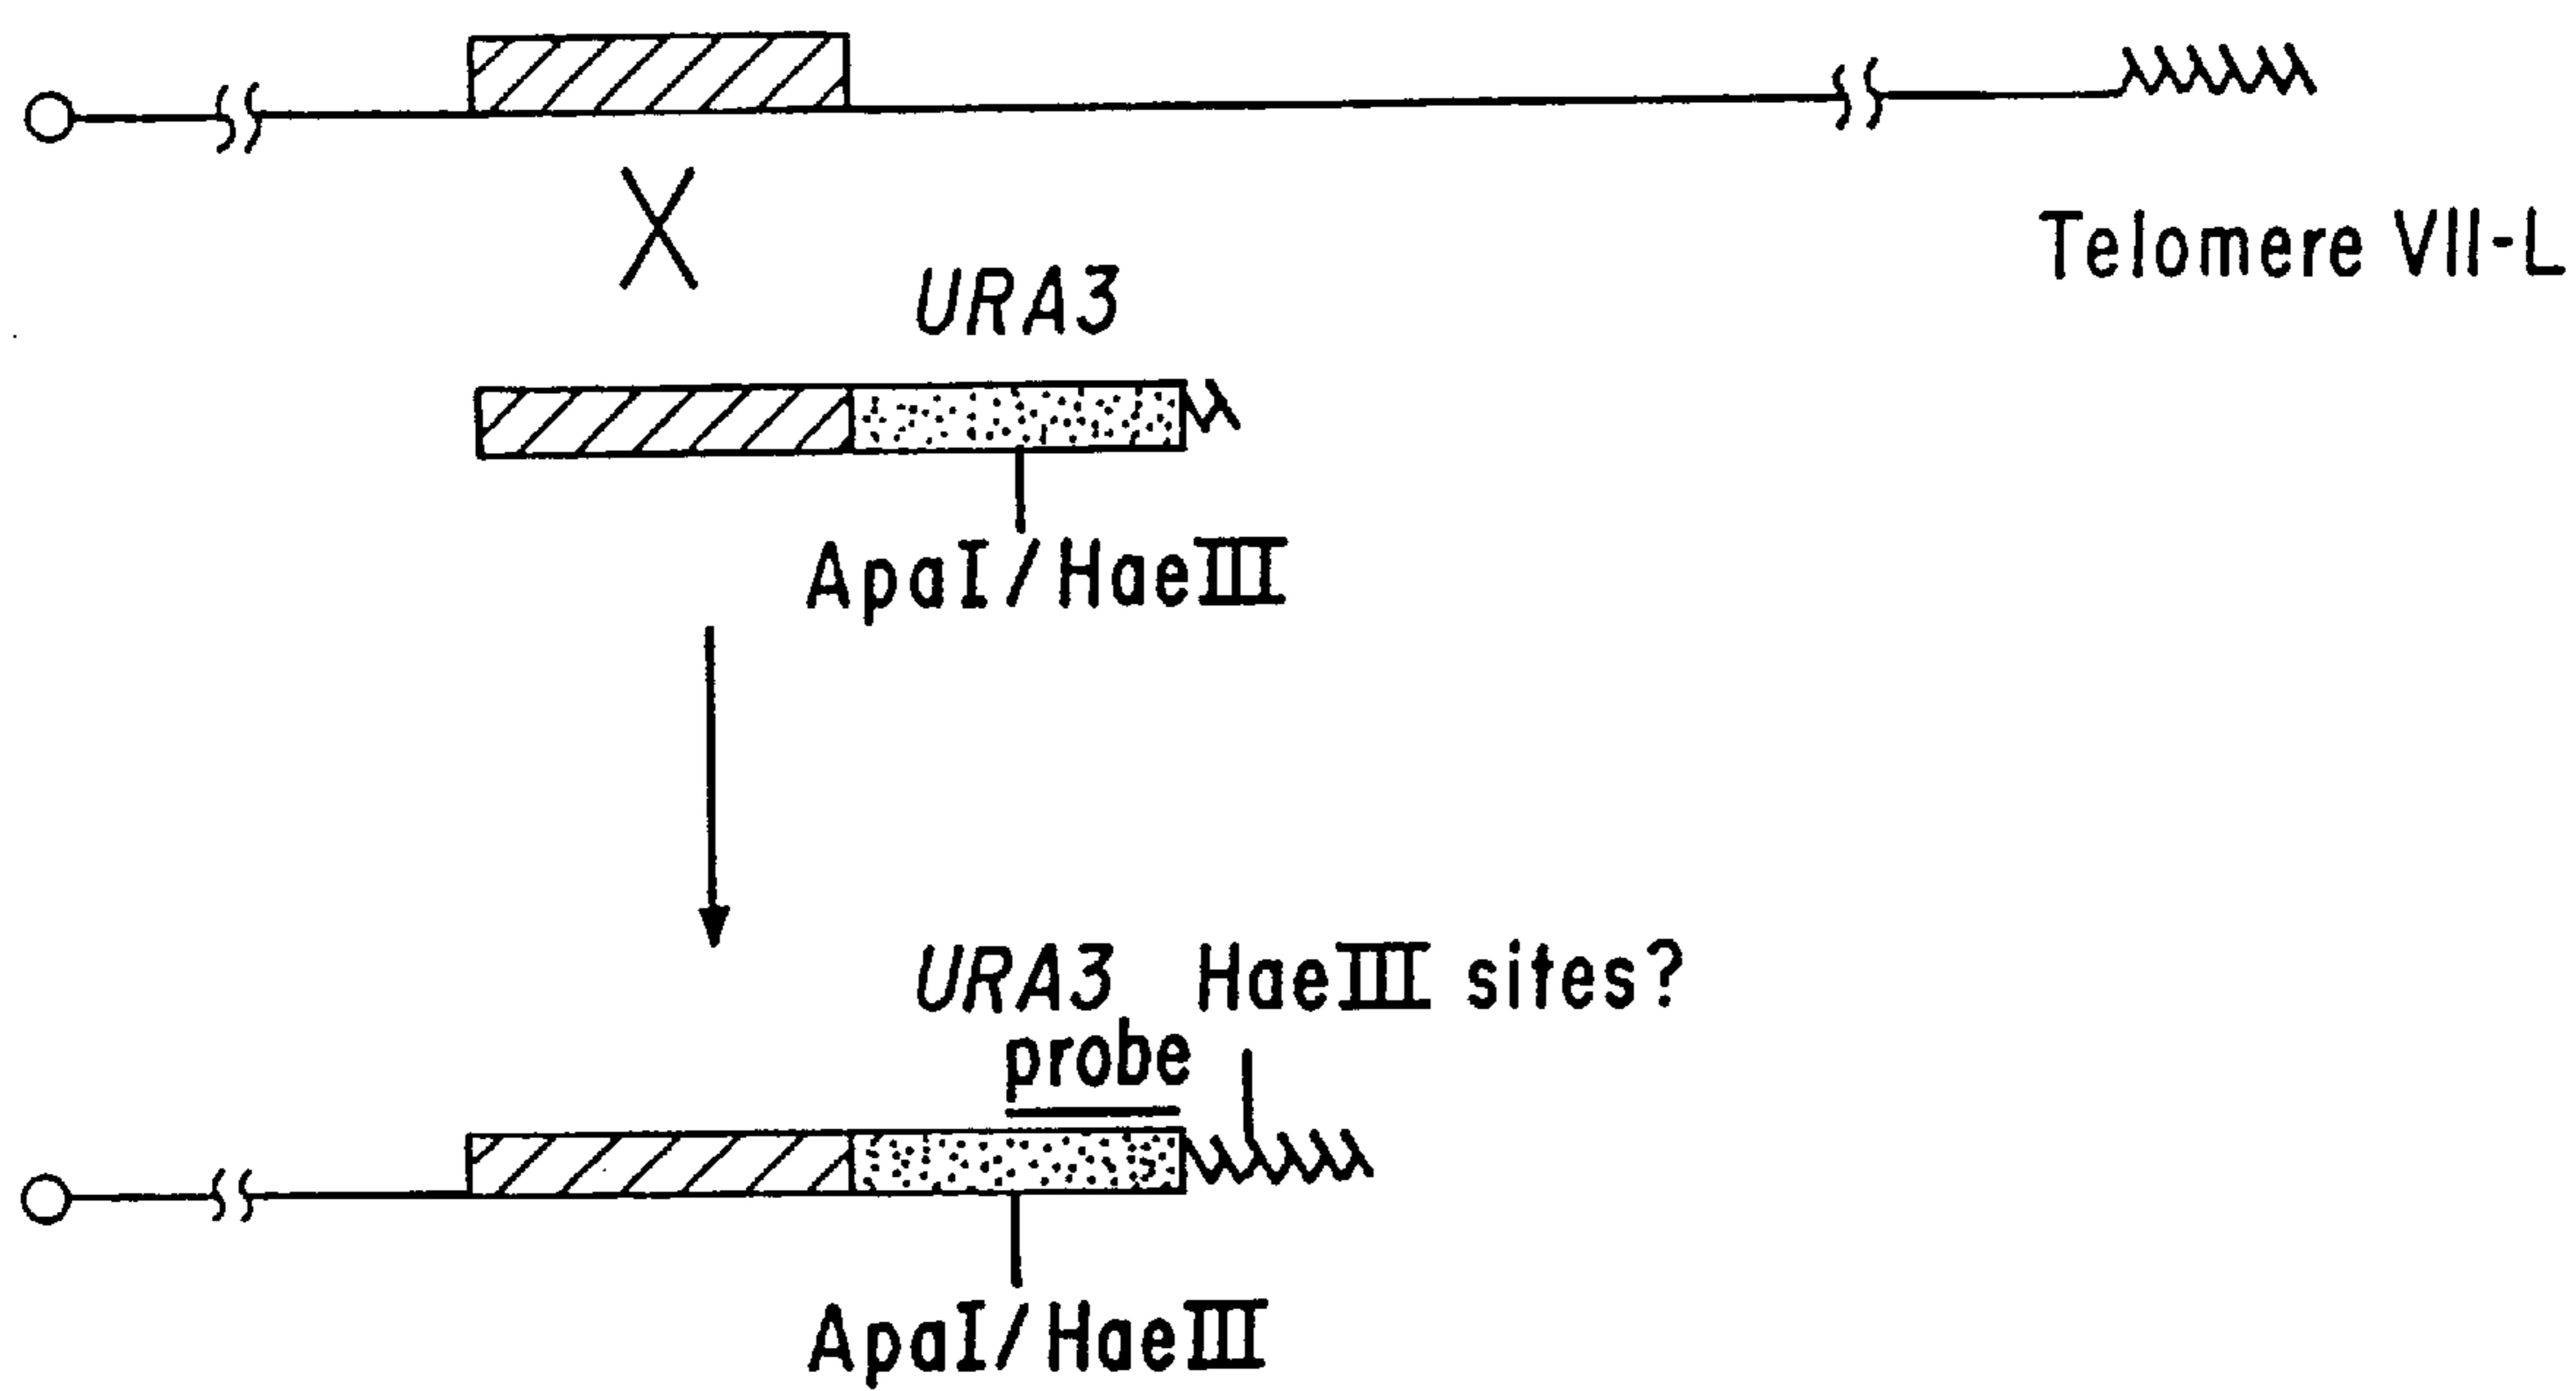 Telomere VII-L
URA3
ApaI/HaeIII
URA3 HaeIII sites?
probe
ApaI/HaeIII